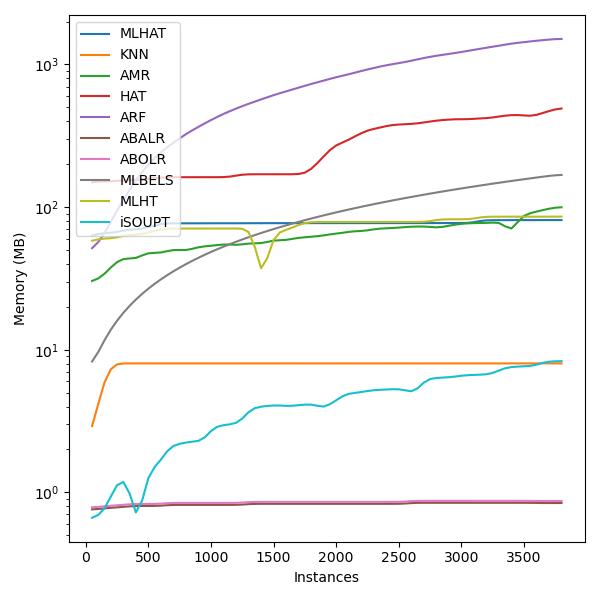 MLHAT
KNN
AMR
HAT
ARF
ABALR
ABOLR
MLBELS
MLHT
iSOUPT
Memory (MB)
10³
10²
10¹
10⁰
0 500 1000 1500 2000 2500 3000 3500
Instances